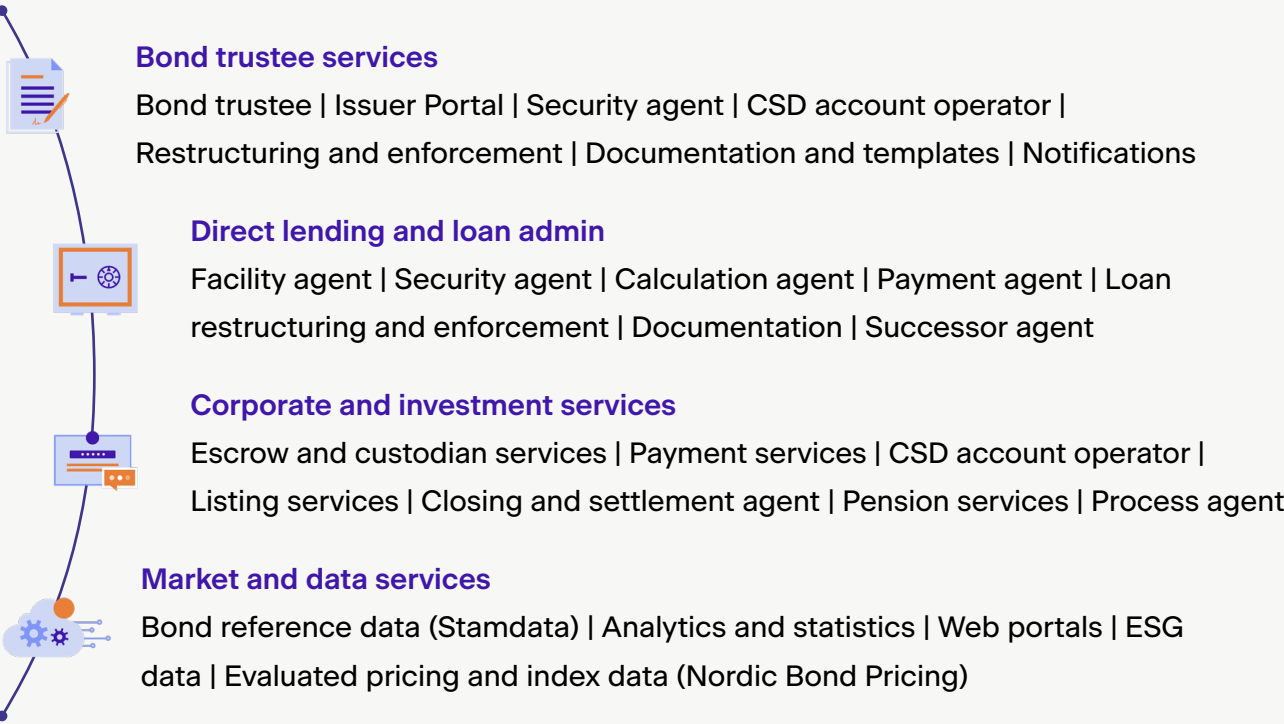 Bond trustee services
Bond trustee | Issuer Portal | Security agent | CSD account operator |
Restructuring and enforcement | Documentation and templates | Notifications
Direct lending and loan admin
Facility agent | Security agent | Calculation agent | Payment agent | Loan
restructuring and enforcement | Documentation | Successor agent
Corporate and investment services
Escrow and custodian services | Payment services | CSD account operator |
Listing services | Closing and settlement agent | Pension services | Process agent
Market and data services
Bond reference data (Stamdata) | Analytics and statistics | Web portals | ESG
data | Evaluated pricing and index data (Nordic Bond Pricing)